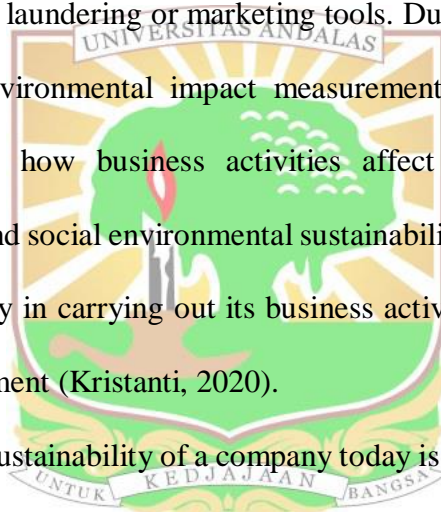 laundering or marketing tools. Du
UNIVERSITAS ANDALAS
vironmental impact measurement
how business activities affect
nd social environmental sustainabili
y in carrying out its business activ
ment (Kristanti, 2020).
ustainability of a company today is
UNTUK KEDJAJAAN BANGSA